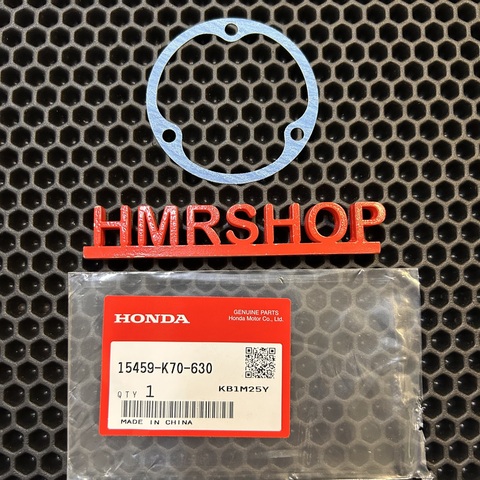 HMRSHOP
HONDA
GENUINE PARTS
Honda Motor Co., Ltd.
15459-K70-630
QTY 1
KB1M25Y
MADE IN CHINA